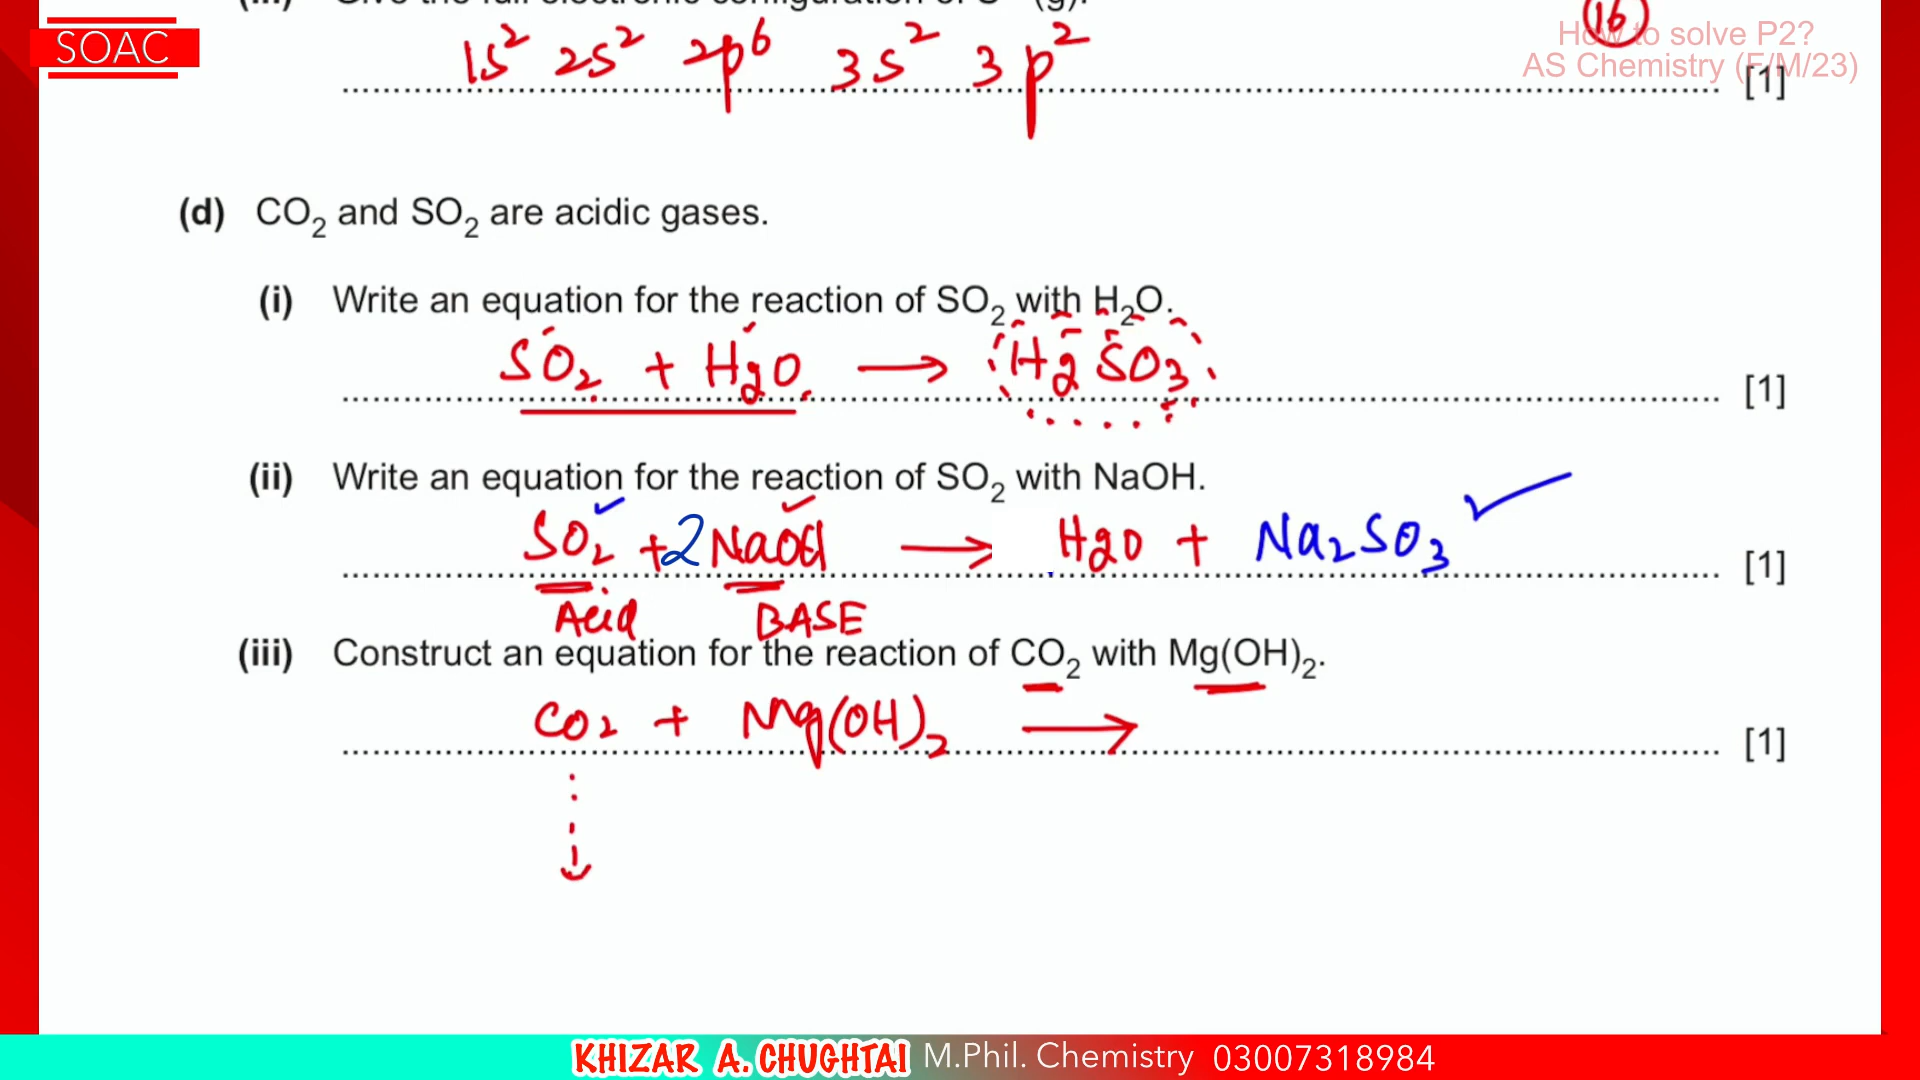 SOAC
1s² 2s² 2p⁶ 3s² 3p²
16
How to solve P2?
AS Chemistry (F/M/23)
[1]
(d) CO₂ and SO₂ are acidic gases.
(i) Write an equation for the reaction of SO₂ with H₂O.
SO₂ + H₂O → H₂SO₃
[1]
(ii) Write an equation for the reaction of SO₂ with NaOH.
SO₂ + 2NaOH → H₂O + Na₂SO₃
[1]
Acid BASE
(iii) Construct an equation for the reaction of CO₂ with Mg(OH)₂.
CO₂ + Mg(OH)₂ →
[1]
KHIZAR A. CHUGHTAI M.Phil. Chemistry 03007318984